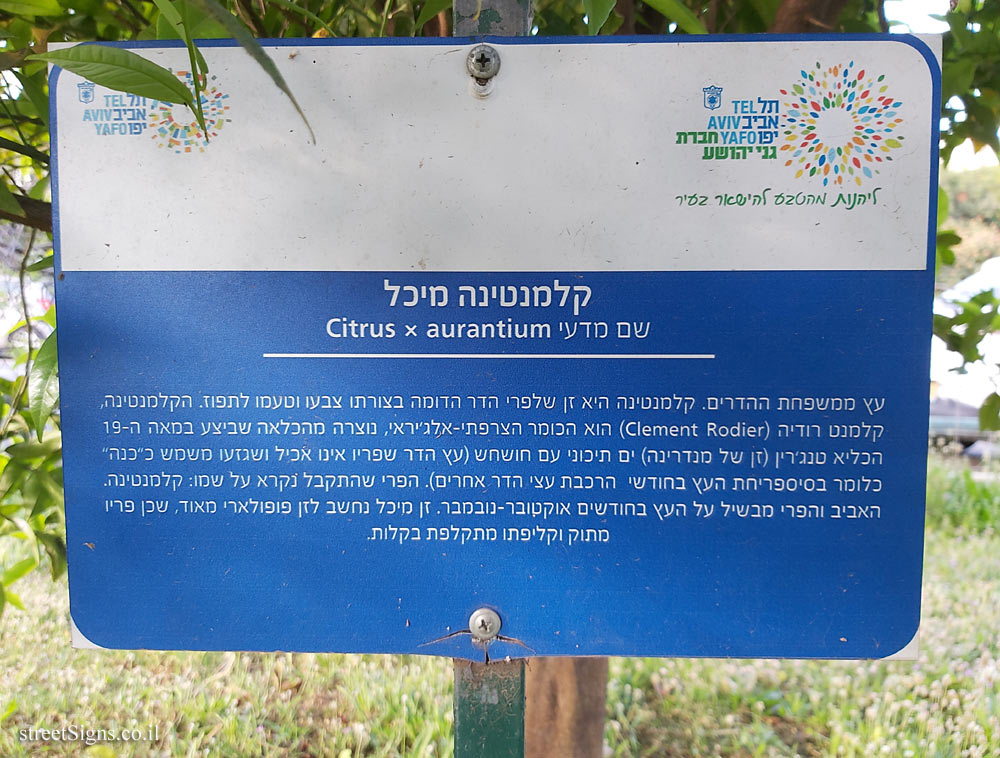 תל TEL
אביב AVIV
יפו YAFO
תל TEL
אביב AVIV
יפו YAFO חברת
גני יהושע
ליהנות מהטבע להישאר בעיר
קלמנטינה מיכל
שם מדעי Citrus × aurantium
עץ ממשפחת ההדרים. קלמנטינה היא זן שלפרי הדר הדומה בצורתו צבעו וטעמו לתפוז. הקלמנטינה,
קלמנט רודיה (Clement Rodier) הוא הכומר הצרפתי-אלג'יראי, נוצרה מהכלאה שביצע במאה ה-19
הכליא טנג'רין (זן של מנדרינה) ים תיכוני עם חושחש (עץ הדר שפריו אינו אכיל ושגזעו משמש כ"כנה"
כלומר בסיספריחת העץ בחודשי הרכבת עצי הדר אחרים). הפרי שהתקבל נקרא על שמו: קלמנטינה.
האביב והפרי מבשיל על העץ בחודשים אוקטובר-נובמבר. זן מיכל נחשב לזן פופולארי מאוד, שכן פריו
מתוק וקליפתו מתקלפת בקלות.
streetSigns.co.il